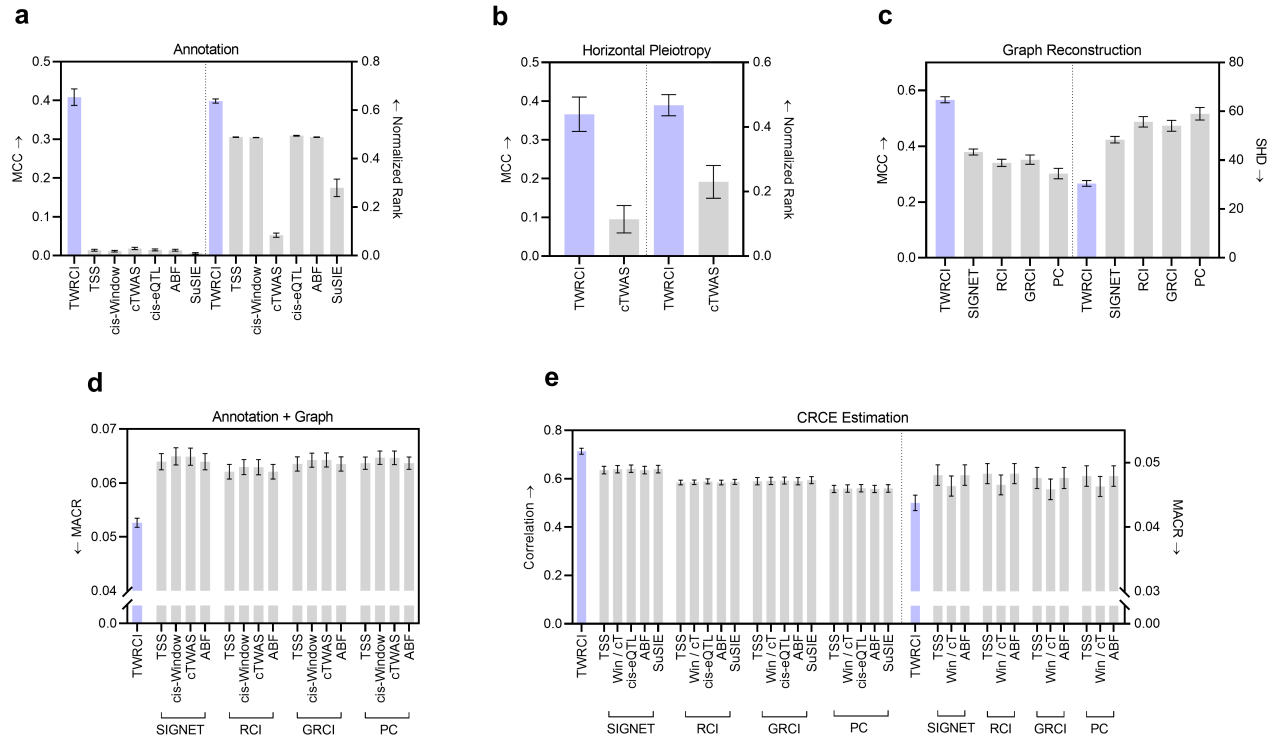 a
Annotation
MCC →
0.5
0.4
0.3
0.2
0.1
0.0
0.8
0.6
0.4
0.2
0.0
← Normalized Rank
TWRCI
TSS
cis-Window
cTWAS
cis-eQTL
ABF
SuSIE
TWRCI
TSS
cis-Window
cTWAS
cis-eQTL
ABF
SuSIE
b
Horizontal Pleiotropy
MCC →
0.5
0.4
0.3
0.2
0.1
0.0
0.6
0.4
0.2
0.0
← Normalized Rank
TWRCI
cTWAS
TWRCI
cTWAS
c
Graph Reconstruction
MCC →
0.6
0.4
0.2
0.0
80
60
40
20
0
SHD →
TWRCI
SIGNET
RCI
GRCI
PC
TWRCI
SIGNET
RCI
GRCI
PC
d
Annotation + Graph
← MACR
0.07
0.06
0.05
0.04
0.0
TWRCI
TSS
cis-Window
cTWAS
ABF
TSS
cis-Window
cTWAS
ABF
TSS
cis-Window
cTWAS
ABF
TSS
cis-Window
cTWAS
ABF
SIGNET
RCI
GRCI
PC
e
CRCE Estimation
Correlation →
0.8
0.6
0.4
0.2
0.0
0.05
0.04
0.03
0.00
MACR →
TWRCI
TSS
Win / cT
cis-eQTL
ABF
SuSIE
TSS
Win / cT
cis-eQTL
ABF
SuSIE
TSS
Win / cT
cis-eQTL
ABF
SuSIE
TSS
Win / cT
cis-eQTL
ABF
SuSIE
TWRCI
TSS
Win / cT
ABF
TSS
Win / cT
ABF
TSS
Win / cT
ABF
TSS
Win / cT
ABF
SIGNET
RCI
GRCI
PC
SIGNET
RCI
GRCI
PC